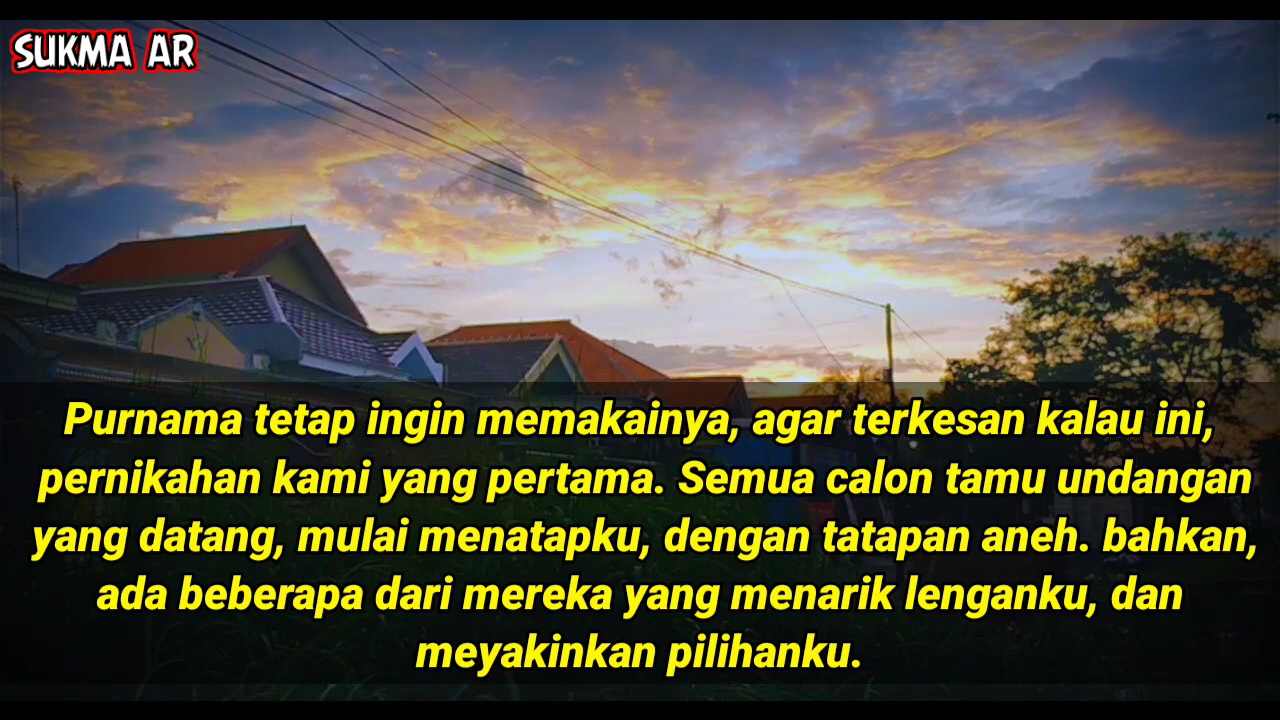 SUKMA AR
Purnama tetap ingin memakainya, agar terkesan kalau ini,
pernikahan kami yang pertama. Semua calon tamu undangan
yang datang, mulai menatapku, dengan tatapan aneh. bahkan,
ada beberapa dari mereka yang menarik lenganku, dan
meyakinkan pilihanku.